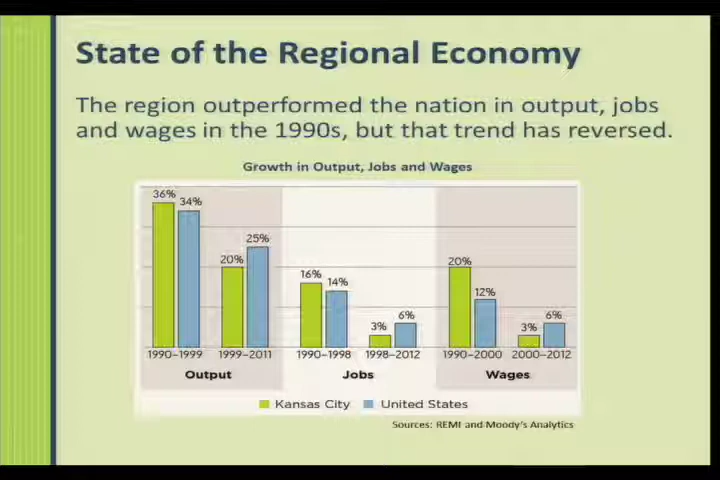 State of the Regional Economy
The region outperformed the nation in output, jobs
and wages in the 1990s, but that trend has reversed.
Growth in Output, Jobs and Wages
36% 34% 20% 25% 16% 14% 3% 6% 20% 12% 3% 6%
1990–1999 1999–2011 1990–1998 1998–2012 1990–2000 2000–2012
Output Jobs Wages
Kansas City United States
Sources: REMI and Moody's Analytics